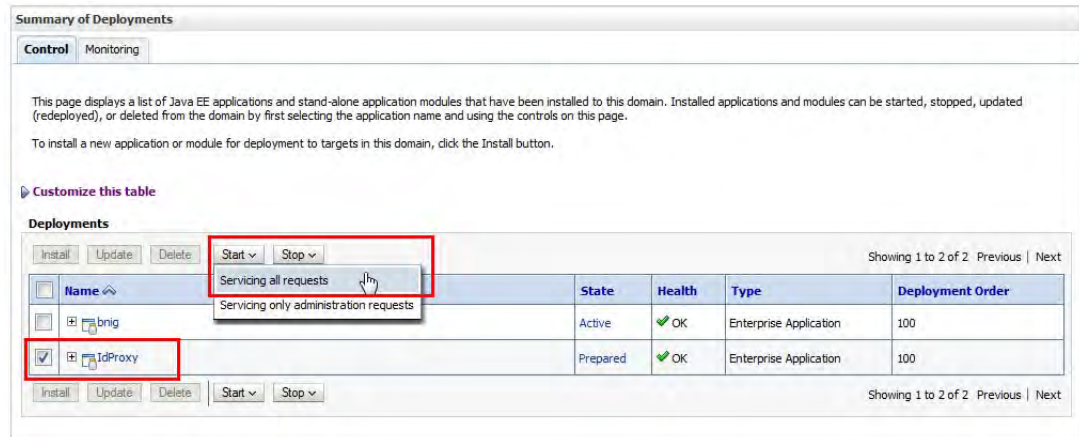 Summary of Deployments
Control Monitoring
This page displays a list of Java EE applications and stand-alone application modules that have been installed to this domain. Installed applications and modules can be started, stopped, updated
(redeployed), or deleted from the domain by first selecting the application name and using the controls on this page.
To install a new application or module for deployment to targets in this domain, click the Install button.
Customize this table
Deployments
Install Update Delete Start Stop Showing 1 to 2 of 2 Previous | Next
Servicing all requests
Name State Health Type Deployment Order
Servicing only administration requests
bnig Active OK Enterprise Application 100
IdProxy Prepared OK Enterprise Application 100
Install Update Delete Start Stop Showing 1 to 2 of 2 Previous | Next